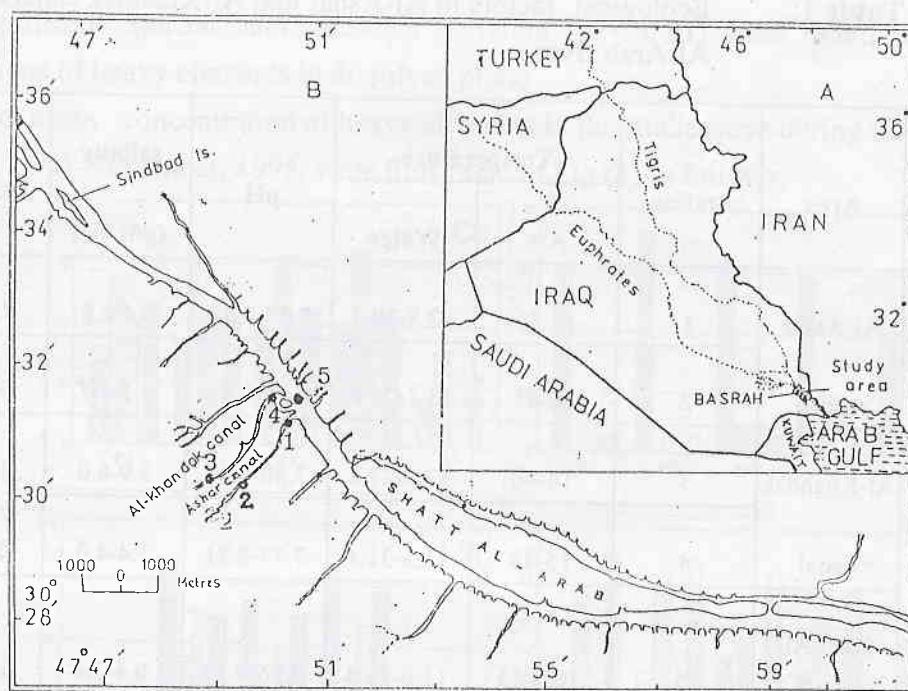 47
51
42
46
50
B
A
TURKEY
36
36
SYRIA
Sindbad Is.
Tigris
IRAN
34
Euphrates
IRAQ
32
32
Study
area
BASRAH
SAUDI ARABIA
KUWAIT
ARAB
GULF
5
4
1
Al-khandak canal
3
Ashar canal
2
30
SHATT AL ARAB
1000 0 1000 Metres
30°
28′
47° 47′
51
55
59